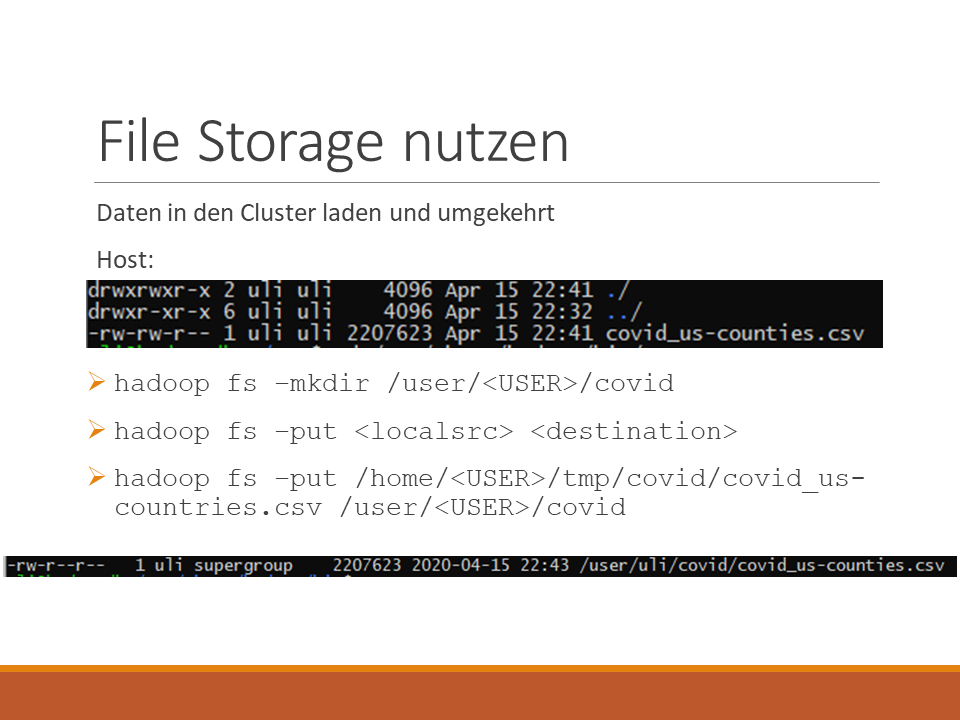 File Storage nutzen
Daten in den Cluster laden und umgekehrt
Host:
drwxrwxr-x 2 uli uli 4096 Apr 15 22:41 ./
drwxr-xr-x 6 uli uli 4096 Apr 15 22:32 ../
-rw-rw-r-- 1 uli uli 2207623 Apr 15 22:41 covid_us-counties.csv
hadoop fs –mkdir /user/<USER>/covid
hadoop fs –put <localsrc> <destination>
hadoop fs –put /home/<USER>/tmp/covid/covid_us-
countries.csv /user/<USER>/covid
-rw-r--r-- 1 uli supergroup 2207623 2020-04-15 22:43 /user/uli/covid/covid_us-counties.csv